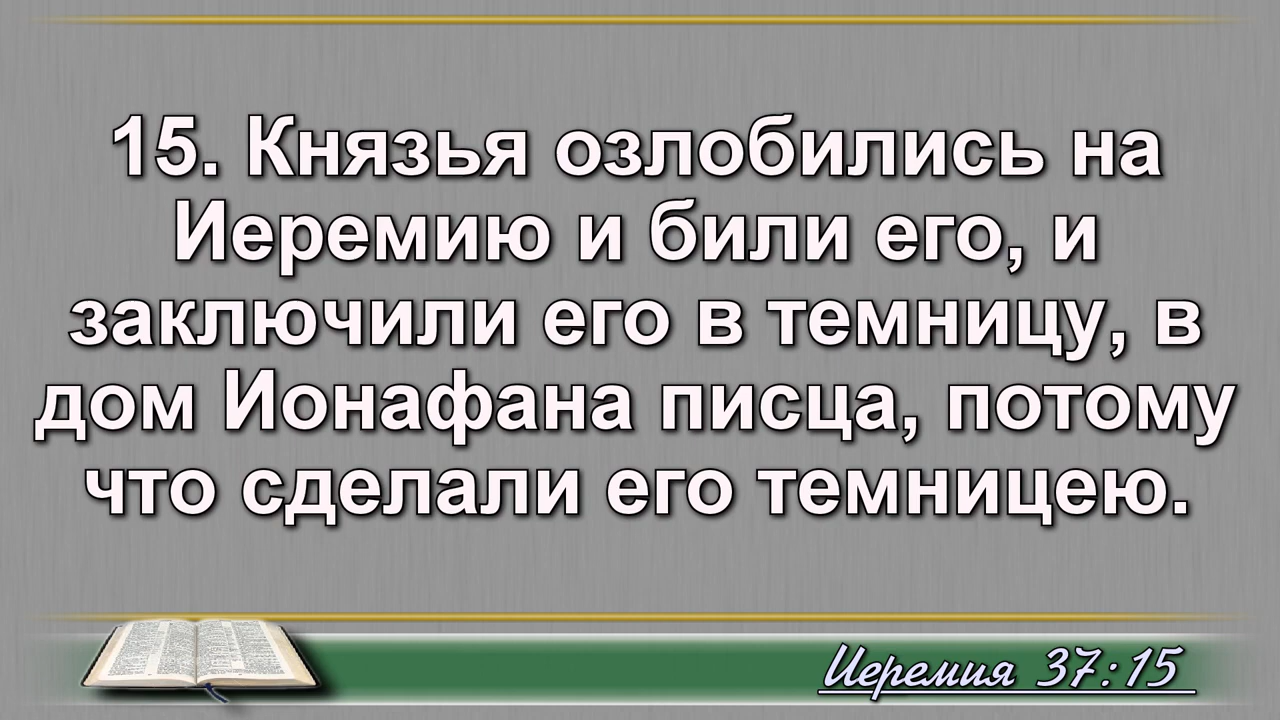 15. Князья озлобились на
Иеремию и били его, и
заключили его в темницу, в
дом Ионафана писца, потому
что сделали его темницею.
Иеремия 37:15